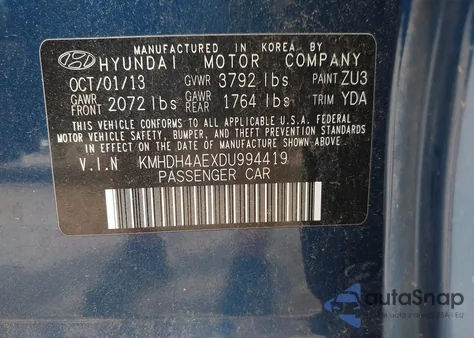 MANUFACTURED IN KOREA BY
HYUNDAI MOTOR COMPANY
OCT/01/13 GVWR 3792 lbs PAINT ZU3
GAWR FRONT 2072 lbs GAWR REAR 1764 lbs TRIM YDA
THIS VEHICLE CONFORMS TO ALL APPLICABLE U.S.A. FEDERAL
MOTOR VEHICLE SAFETY, BUMPER, AND THEFT PREVENTION STANDARDS
IN EFFECT ON THE DATE OF MANUFACTURE SHOWN ABOVE.
V.I.N KMHDH4AEXDU994419
PASSENGER CAR
autaSnap